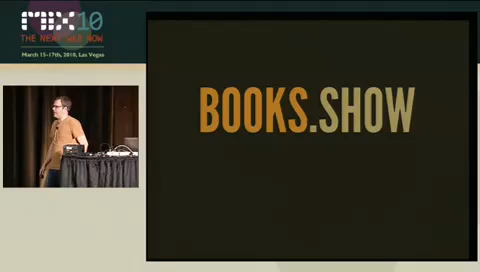 MIX10
THE NEXT WEB NOW
March 15-17th, 2010, Las Vegas
BOOKS.SHOW